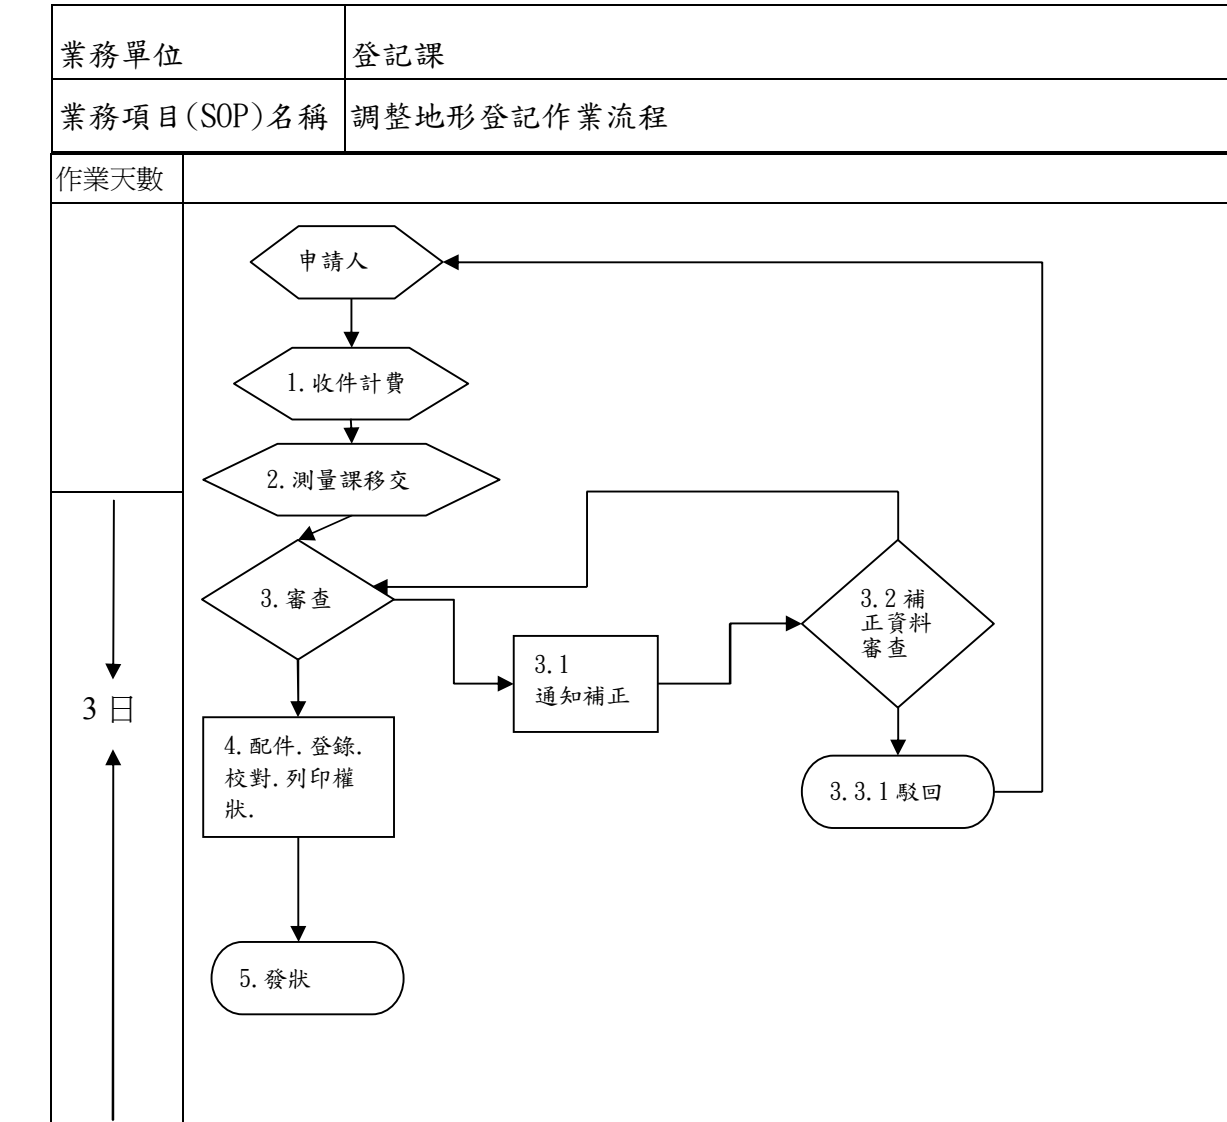 業務單位
登記課
業務項目(SOP)名稱
調整地形登記作業流程
作業天數
申請人
1.收件計費
2.測量課移交
3.審查
3.1
通知補正
3.2補
正資料
審查
3日
4.配件.登錄.
校對.列印權
狀.
3.3.1駁回
5.發狀